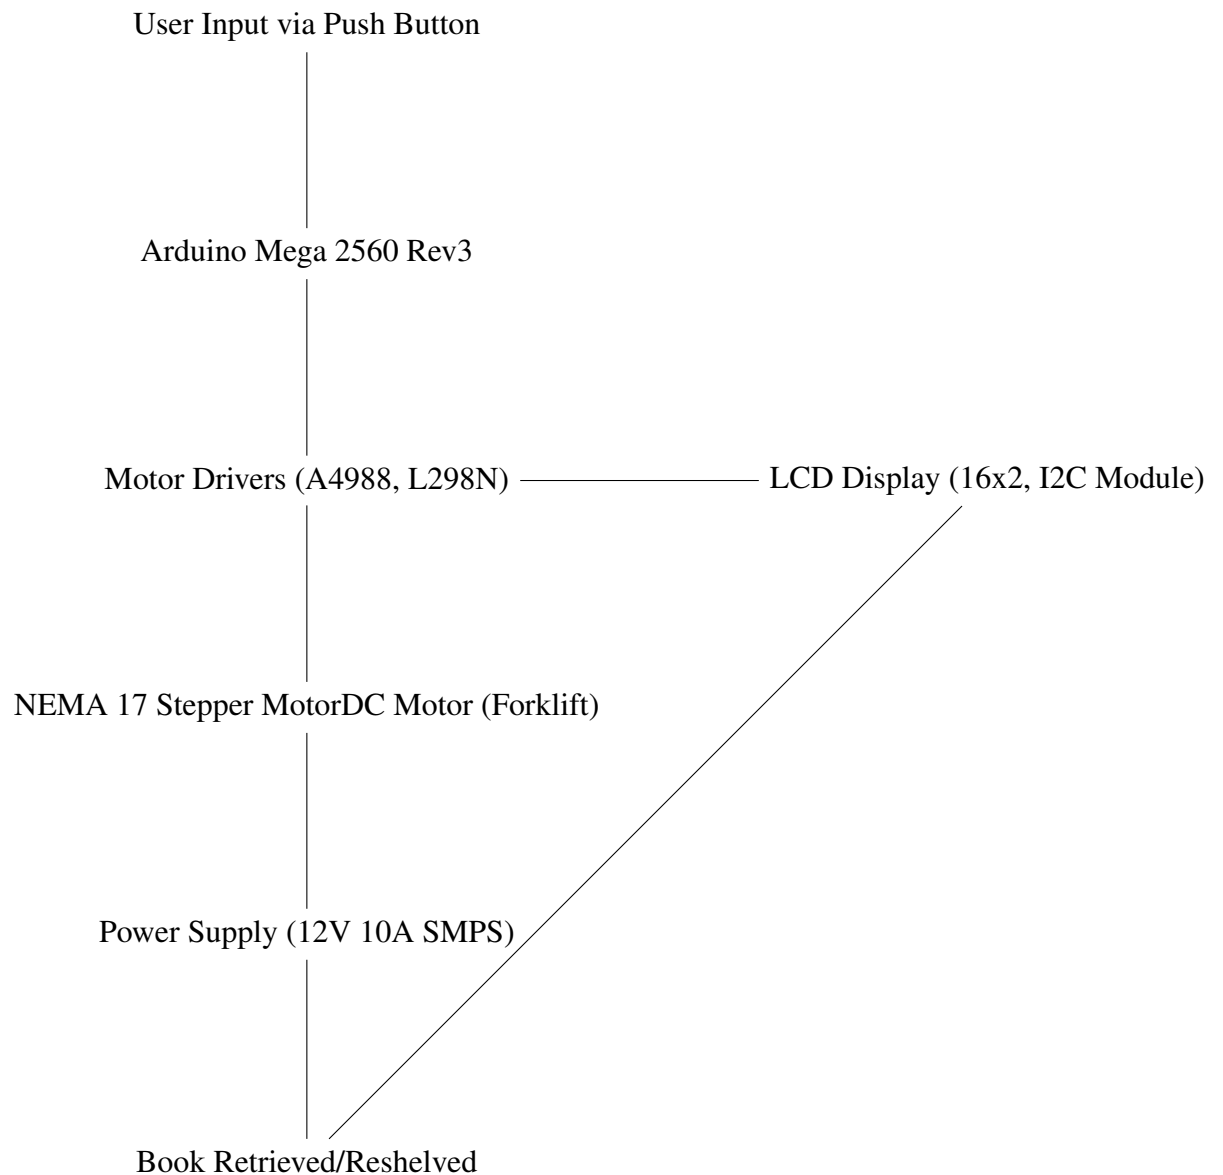 User Input via Push Button
Arduino Mega 2560 Rev3
Motor Drivers (A4988, L298N)
LCD Display (16x2, I2C Module)
NEMA 17 Stepper MotorDC Motor (Forklift)
Power Supply (12V 10A SMPS)
Book Retrieved/Reshelved